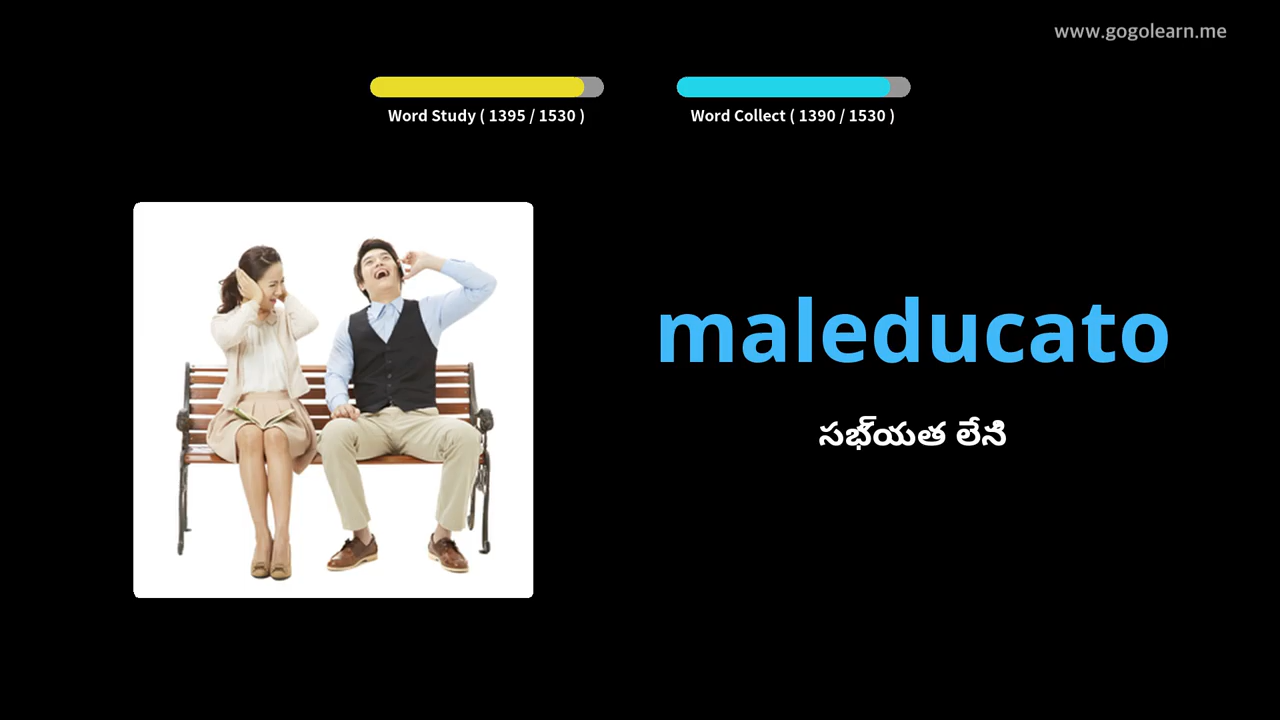 www.gogolearn.me
Word Study ( 1395 / 1530 )
Word Collect ( 1390 / 1530 )
maleducato
సభ్యత లేని